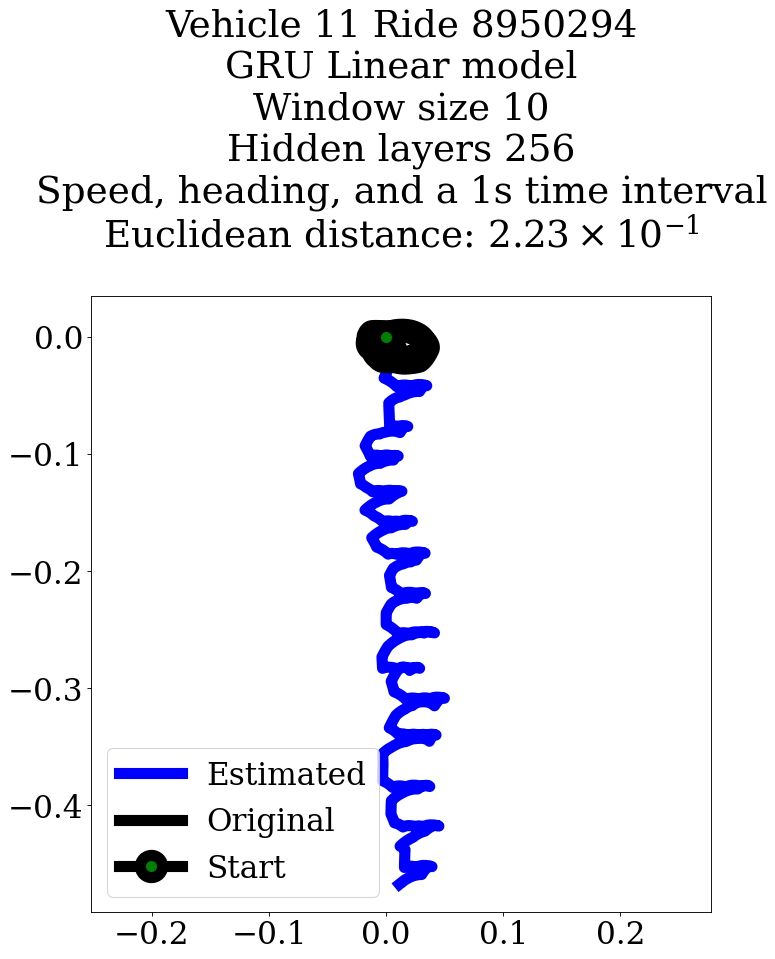 Vehicle 11 Ride 8950294
GRU Linear model
Window size 10
Hidden layers 256
Speed, heading, and a 1s time interval
Euclidean distance: 2.23 × 10⁻¹
0.0
−0.1
−0.2
−0.3
−0.4
Estimated
Original
Start
−0.2 −0.1 0.0 0.1 0.2